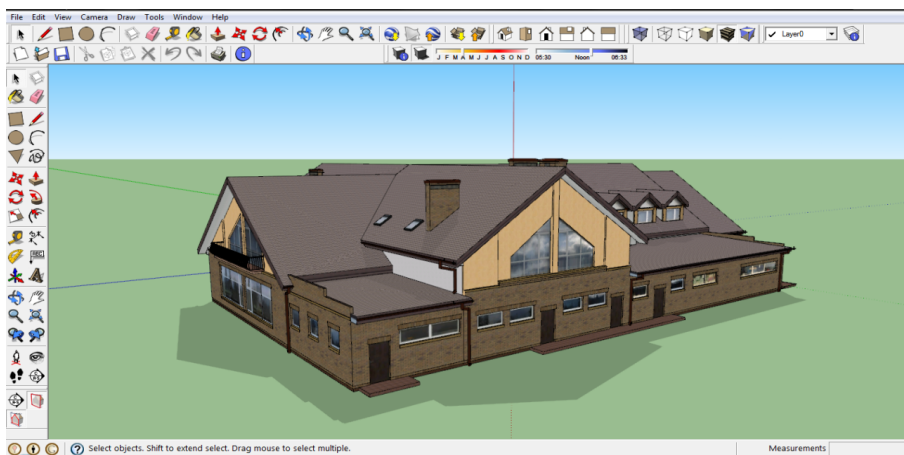 File Edit View Camera Draw Tools Window Help
Layer0
J F M A M J J A S O N D 05:30 Noon 06:33
ABC
Select objects. Shift to extend select. Drag mouse to select multiple.
Measurements